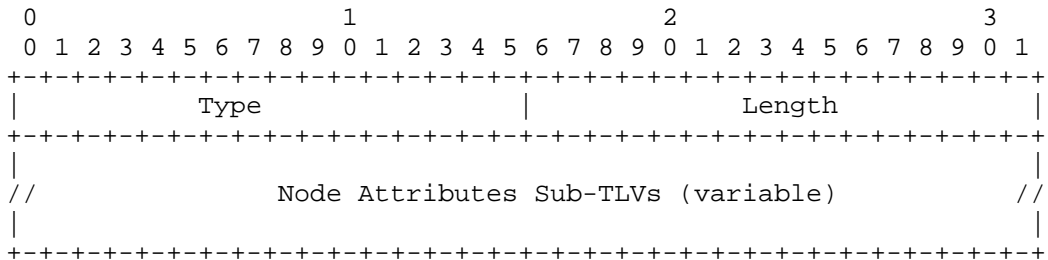 0                   1                   2                   3
 0 1 2 3 4 5 6 7 8 9 0 1 2 3 4 5 6 7 8 9 0 1 2 3 4 5 6 7 8 9 0 1
+-+-+-+-+-+-+-+-+-+-+-+-+-+-+-+-+-+-+-+-+-+-+-+-+-+-+-+-+-+-+-+-+
|           Type                |             Length            |
+-+-+-+-+-+-+-+-+-+-+-+-+-+-+-+-+-+-+-+-+-+-+-+-+-+-+-+-+-+-+-+-+
|                                                               |
//               Node Attributes Sub-TLVs (variable)           //
|                                                               |
+-+-+-+-+-+-+-+-+-+-+-+-+-+-+-+-+-+-+-+-+-+-+-+-+-+-+-+-+-+-+-+-+